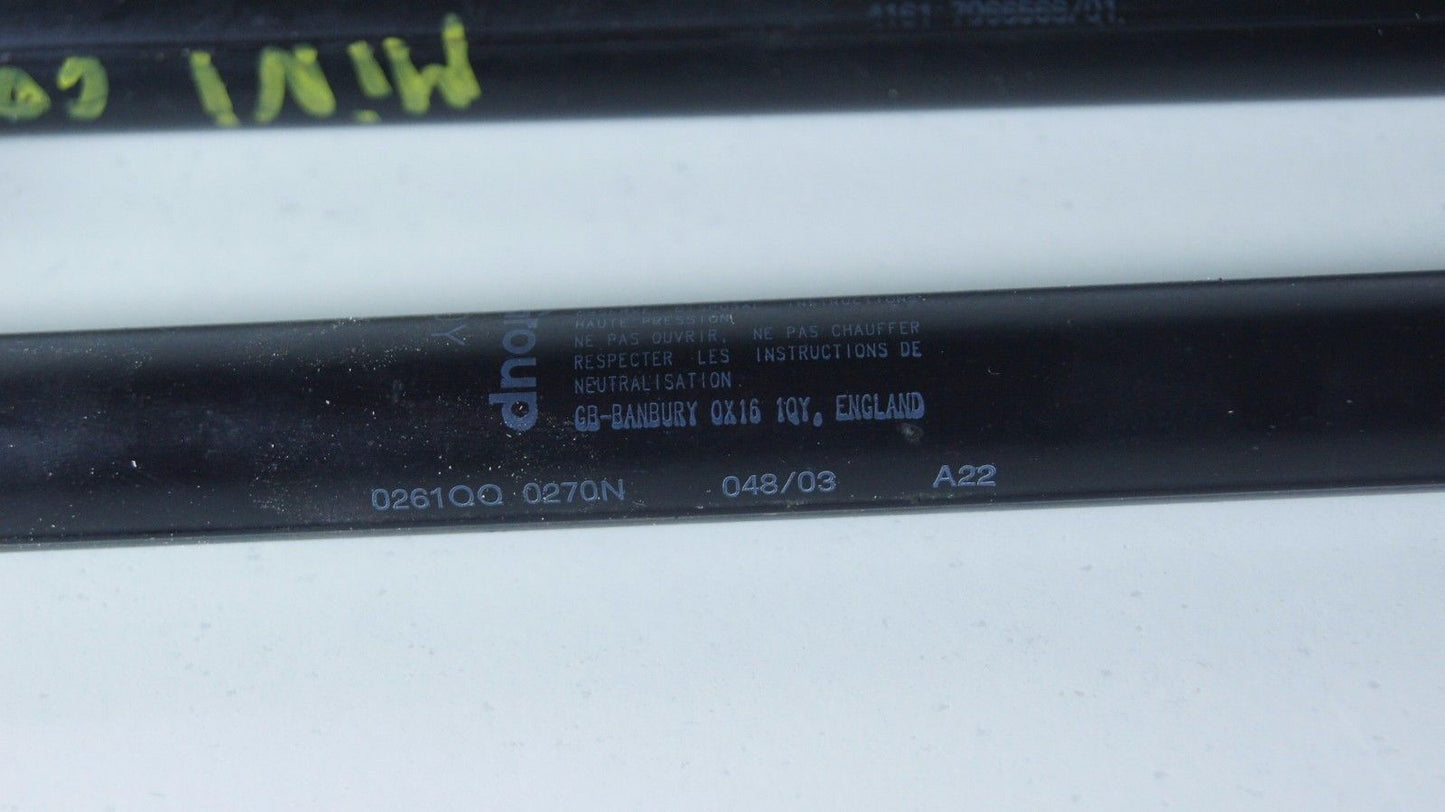 MINI CO
INSTRUCTIONS
HAUTE PRESSION
NE PAS OUVRIR. NE PAS CHAUFFER
RESPECTER LES INSTRUCTIONS DE
NEUTRALISATION.
GB-BANBURY OX16 1QY, ENGLAND
0261QQ 0270N 048/03 A22